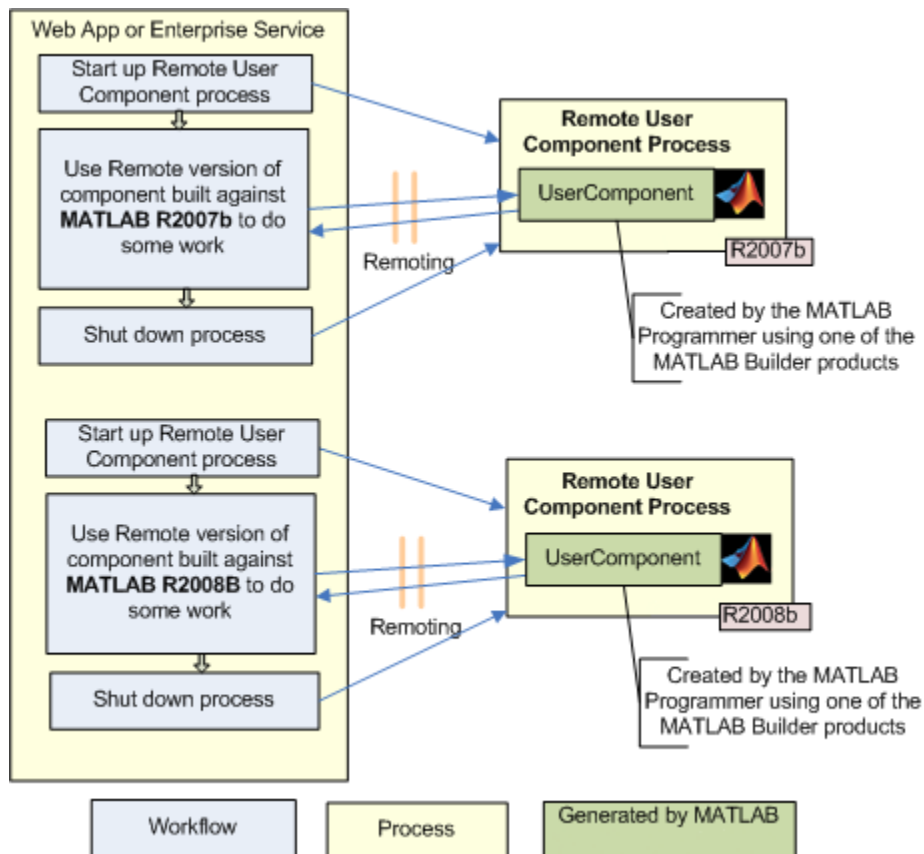 Web App or Enterprise Service
Start up Remote User
Component process
Use Remote version of
component built against
MATLAB R2007b to do
some work
Shut down process
Remoting
Remote User
Component Process
UserComponent
R2007b
Created by the MATLAB
Programmer using one of the
MATLAB Builder products
Start up Remote User
Component process
Use Remote version of
component built against
MATLAB R2008B to do
some work
Shut down process
Remoting
Remote User
Component Process
UserComponent
R2008b
Created by the MATLAB
Programmer using one of the
MATLAB Builder products
Workflow
Process
Generated by MATLAB